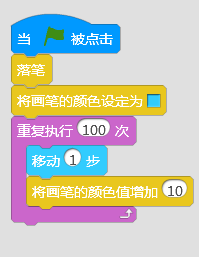 当 被点击
落笔
将画笔的颜色设定为
重复执行 100 次
移动 1 步
将画笔的颜色值增加 10